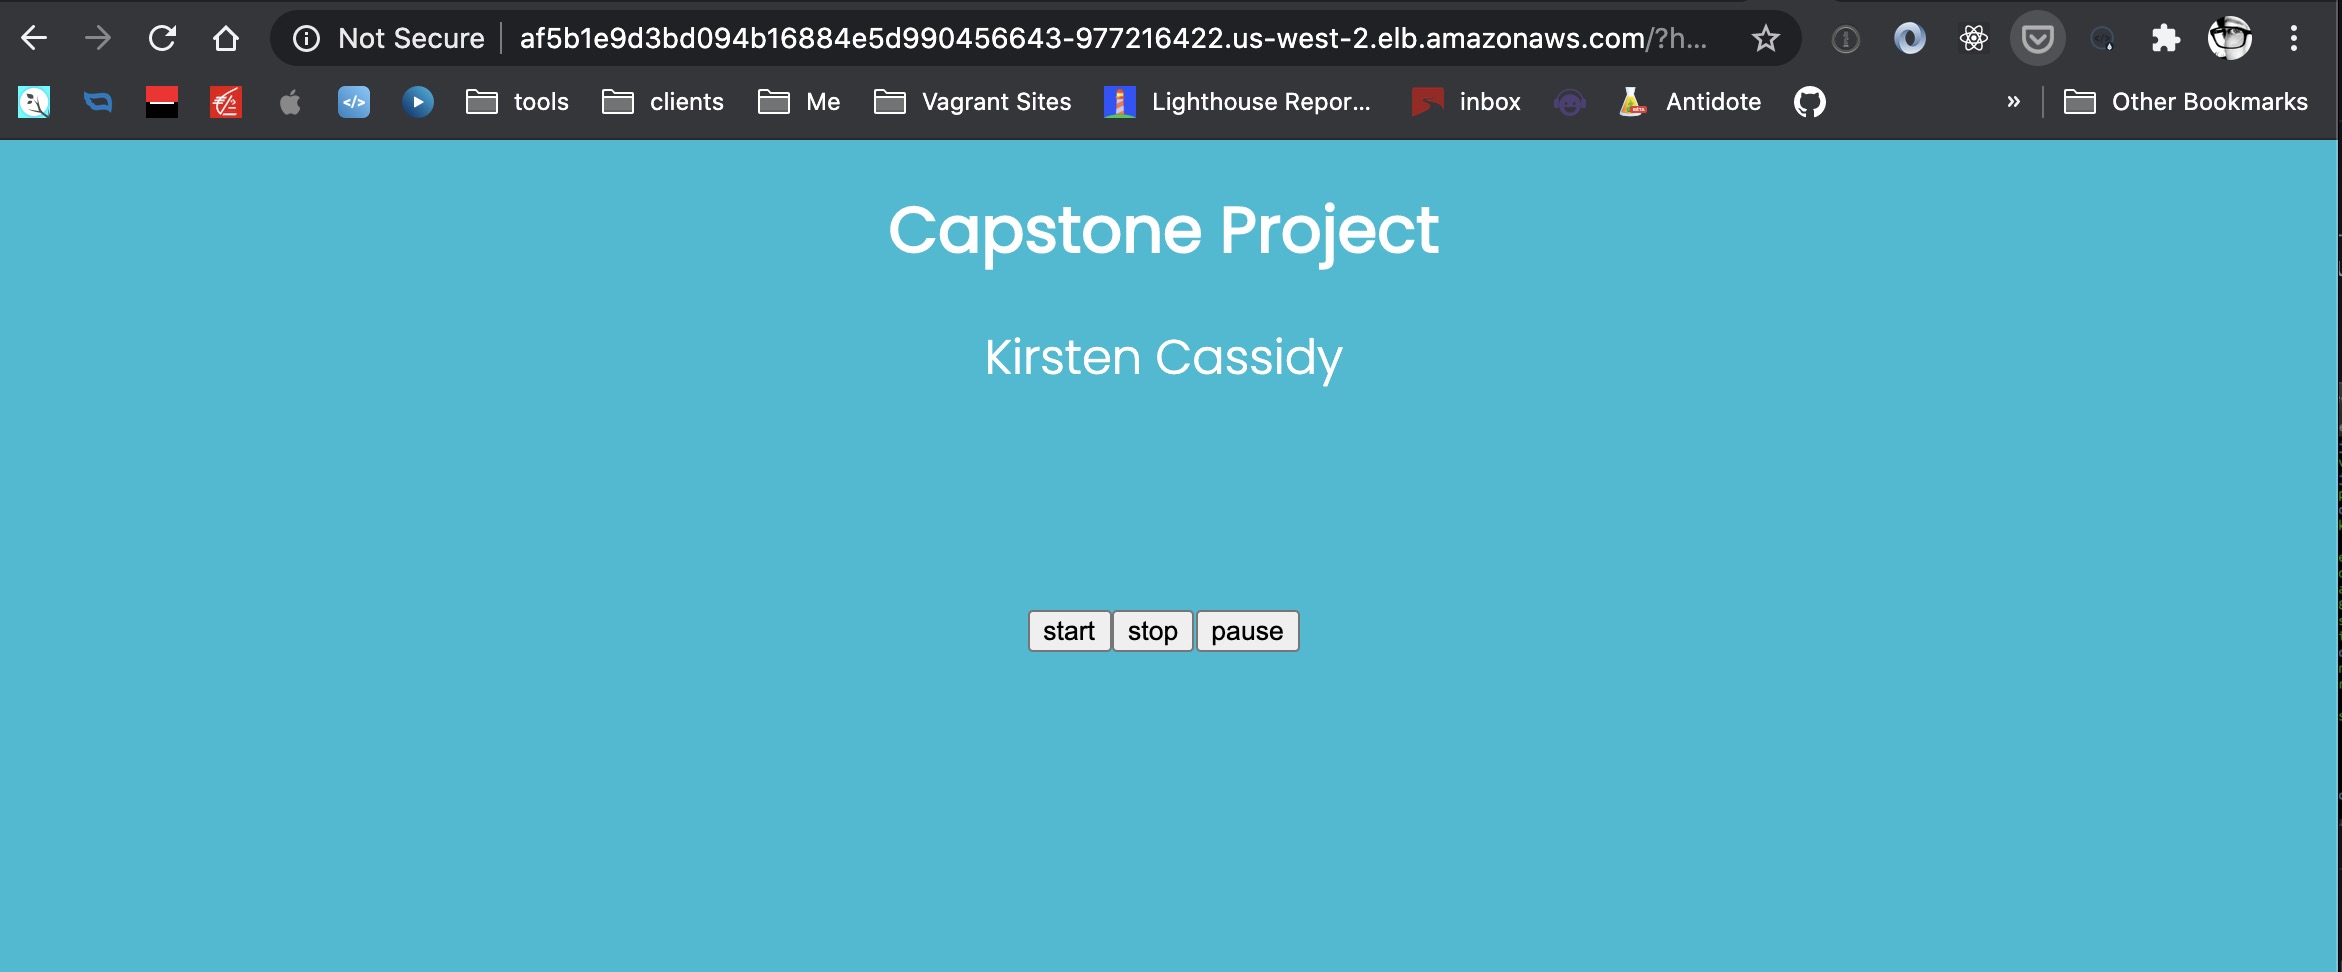 Not Secure af5b1e9d3bd094b16884e5d990456643-977216422.us-west-2.elb.amazonaws.com/?h...
tools clients Me Vagrant Sites Lighthouse Repor... inbox Antidote » Other Bookmarks
Capstone Project
Kirsten Cassidy
start stop pause